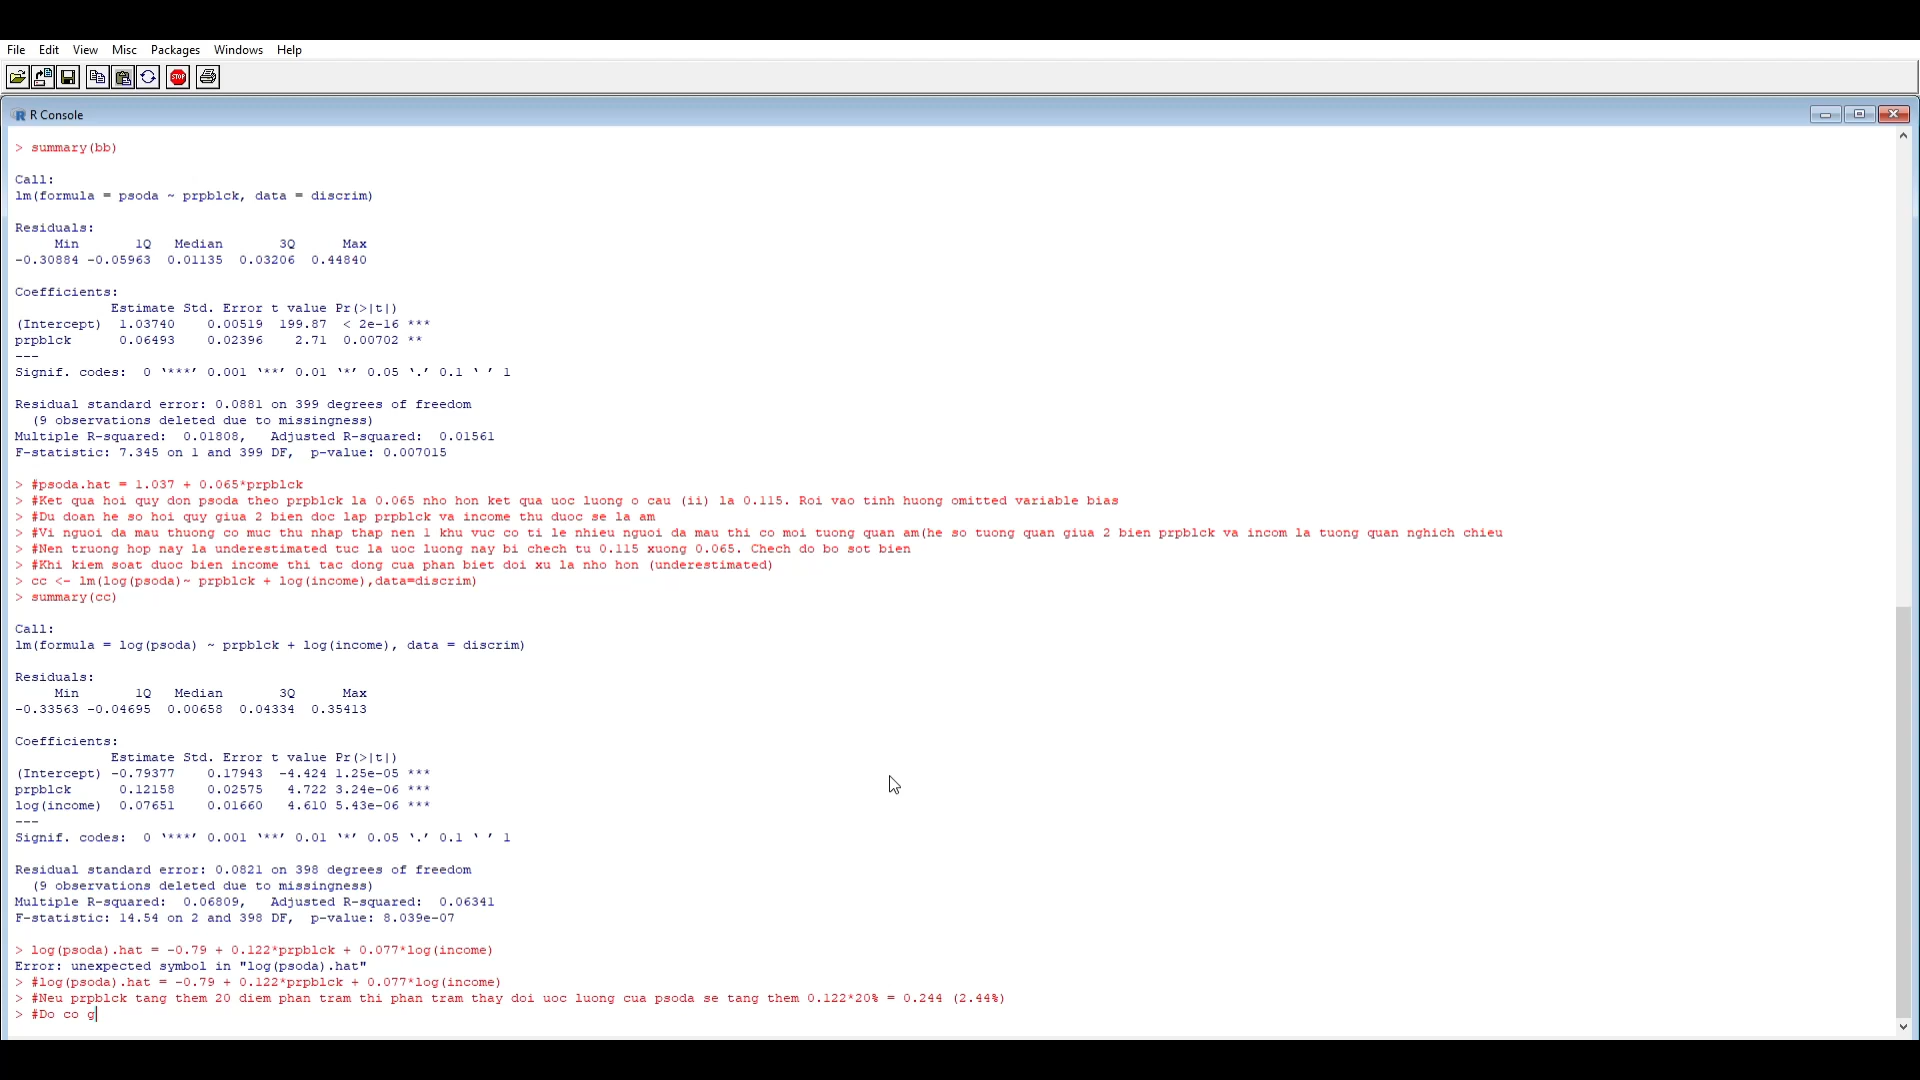 File Edit View Misc Packages Windows Help
STOP
R Console
> summary(bb)
Call:
lm(formula = psoda ~ prpblck, data = discrim)
Residuals:
Min 1Q Median 3Q Max
-0.30884 -0.05963 0.01135 0.03206 0.44840
Coefficients:
Estimate Std. Error t value Pr(>|t|)
(Intercept) 1.03740 0.00519 199.87 < 2e-16 ***
prpblck 0.06493 0.02396 2.71 0.00702 **
---
Signif. codes: 0 ‘***’ 0.001 ‘**’ 0.01 ‘*’ 0.05 ‘.’ 0.1 ‘ ’ 1
Residual standard error: 0.0881 on 399 degrees of freedom
(9 observations deleted due to missingness)
Multiple R-squared: 0.01808, Adjusted R-squared: 0.01561
F-statistic: 7.345 on 1 and 399 DF, p-value: 0.007015
> #psoda.hat = 1.037 + 0.065*prpblck
> #Ket qua hoi quy don psoda theo prpblck la 0.065 nho hon ket qua uoc luong o cau (ii) la 0.115. Roi vao tinh huong omitted variable bias
> #Du doan he so hoi quy giua 2 bien doc lap prpblck va income thu duoc se la am
> #Vi nguoi da mau thuong co muc thu nhap thap nen 1 khu vuc co ti le nhieu nguoi da mau thi co moi tuong quan am(he so tuong quan giua 2 bien prpblck va incom la tuong quan nghich chieu
> #Nen truong hop nay la underestimated tuc la uoc luong nay bi chech tu 0.115 xuong 0.065. Chech do bo sot bien
> #Khi kiem soat duoc bien income thi tac dong cua phan biet doi xu la nho hon (underestimated)
> cc <- lm(log(psoda)~ prpblck + log(income),data=discrim)
> summary(cc)
Call:
lm(formula = log(psoda) ~ prpblck + log(income), data = discrim)
Residuals:
Min 1Q Median 3Q Max
-0.33563 -0.04695 0.00658 0.04334 0.35413
Coefficients:
Estimate Std. Error t value Pr(>|t|)
(Intercept) -0.79377 0.17943 -4.424 1.25e-05 ***
prpblck 0.12158 0.02575 4.722 3.24e-06 ***
log(income) 0.07651 0.01660 4.610 5.43e-06 ***
---
Signif. codes: 0 ‘***’ 0.001 ‘**’ 0.01 ‘*’ 0.05 ‘.’ 0.1 ‘ ’ 1
Residual standard error: 0.0821 on 398 degrees of freedom
(9 observations deleted due to missingness)
Multiple R-squared: 0.06809, Adjusted R-squared: 0.06341
F-statistic: 14.54 on 2 and 398 DF, p-value: 8.039e-07
> log(psoda).hat = -0.79 + 0.122*prpblck + 0.077*log(income)
Error: unexpected symbol in "log(psoda).hat"
> #log(psoda).hat = -0.79 + 0.122*prpblck + 0.077*log(income)
> #Neu prpblck tang them 20 diem phan tram thi phan tram thay doi uoc luong cua psoda se tang them 0.122*20% = 0.244 (2.44%)
> #Do co g